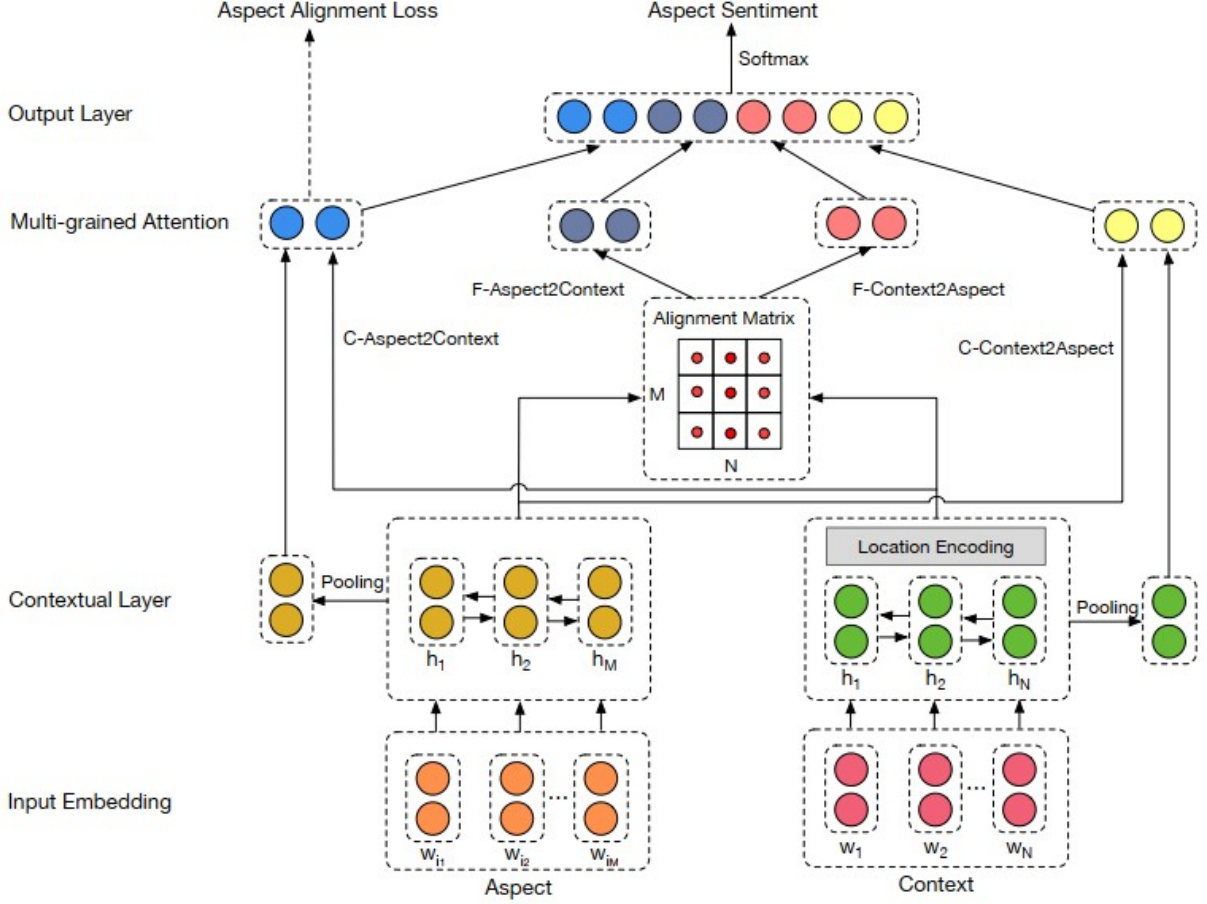 Aspect Alignment Loss
Aspect Sentiment
Softmax
Output Layer
Multi-grained Attention
F-Aspect2Context
F-Context2Aspect
Alignment Matrix
C-Aspect2Context
C-Context2Aspect
M
N
Location Encoding
Pooling
Contextual Layer
Pooling
h1 h2 hM
h1 h2 hN
Input Embedding
...
...
wi1 wi2 wiM
w1 w2 wN
Aspect
Context